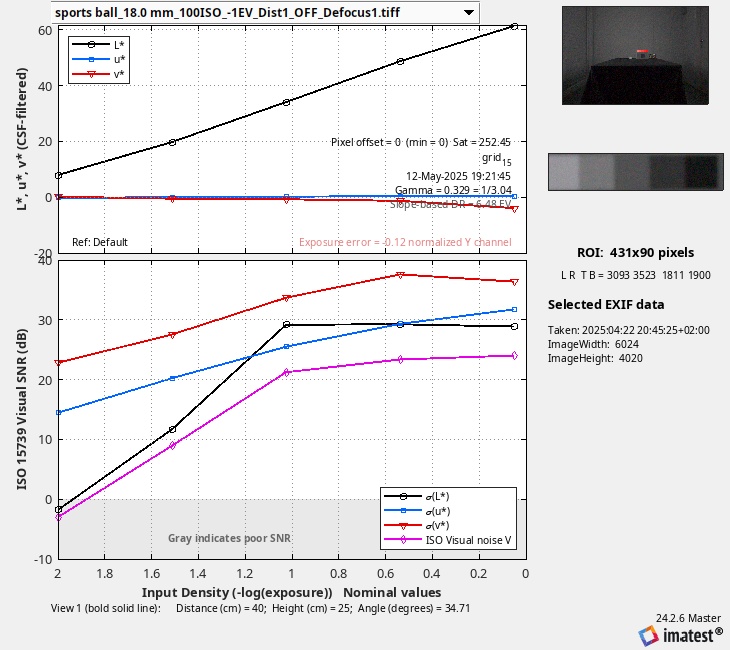 sports ball_18.0 mm_100ISO_-1EV_Dist1_OFF_Defocus1.tiff
L*, u*, v* (CSF-filtered)
60
40
20
0
-20
L*
u*
v*
Pixel offset = 0 (min = 0) Sat = 252.45
grid15
12-May-2025 19:21:45
Gamma = 0.329 = 1/3.04
Slope-based DR = 6.48 EV
Ref: Default
Exposure error = -0.12 normalized Y channel
ROI: 431x90 pixels
L R T B = 3093 3523 1811 1900
Selected EXIF data
Taken: 2025:04:22 20:45:25+02:00
ImageWidth: 6024
ImageHeight: 4020
ISO 15739 Visual SNR (dB)
40
30
20
10
0
-10
σ(L*)
σ(u*)
σ(v*)
ISO Visual noise V
Gray indicates poor SNR
2 1.8 1.6 1.4 1.2 1 0.8 0.6 0.4 0.2 0
Input Density (-log(exposure)) Nominal values
View 1 (bold solid line): Distance (cm) = 40; Height (cm) = 25; Angle (degrees) = 34.71
24.2.6 Master
imatest®